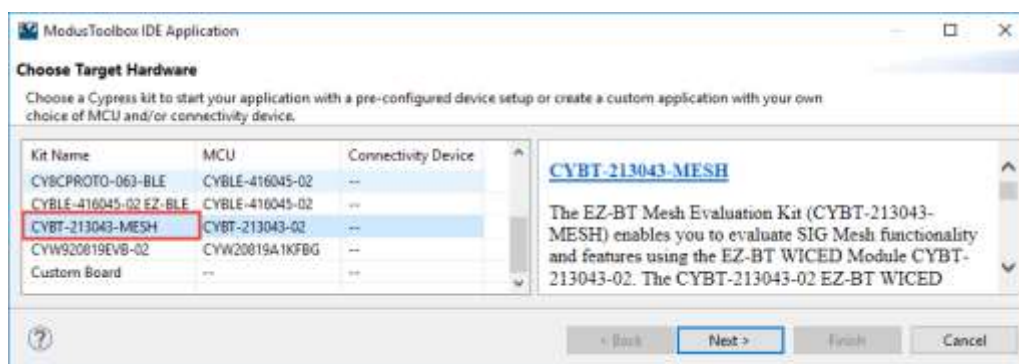 ModusToolbox IDE Application
Choose Target Hardware
Choose a Cypress kit to start your application with a pre-configured device setup or create a custom application with your own
choice of MCU and/or connectivity device.
Kit Name MCU Connectivity Device
CY8CPROTO-063-BLE CYBLE-416045-02 --
CYBLE-416045-02 EZ-BLE CYBLE-416045-02 --
CYBT-213043-MESH CYBT-213043-02 --
CYW920819EVB-02 CYW20819A1KFBG --
Custom Board -- --
CYBT-213043-MESH
The EZ-BT Mesh Evaluation Kit (CYBT-213043-
MESH) enables you to evaluate SIG Mesh functionality
and features using the EZ-BT WICED Module CYBT-
213043-02. The CYBT-213043-02 EZ-BT WICED
? < Back Next > Finish Cancel